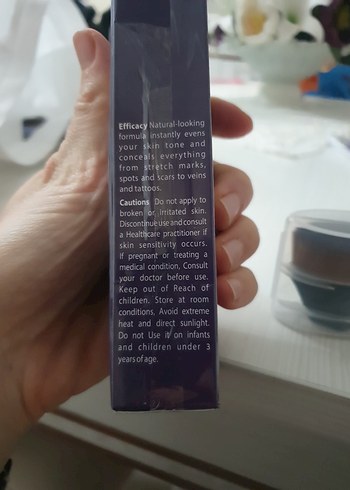 Efficacy Natural-looking
formula instantly evens
your skin tone and
conceals everything
from stretch marks,
spots and scars to veins
and tattoos.
Cautions Do not apply to
broken or irritated skin.
Discontinue use and consult
a Healthcare practitioner if
skin sensitivity occurs.
If pregnant or treating a
medical condition, Consult
your doctor before use.
Keep out of Reach of
children. Store at room
conditions. Avoid extreme
heat and direct sunlight.
Do not Use it on infants
and children under 3
years of age.